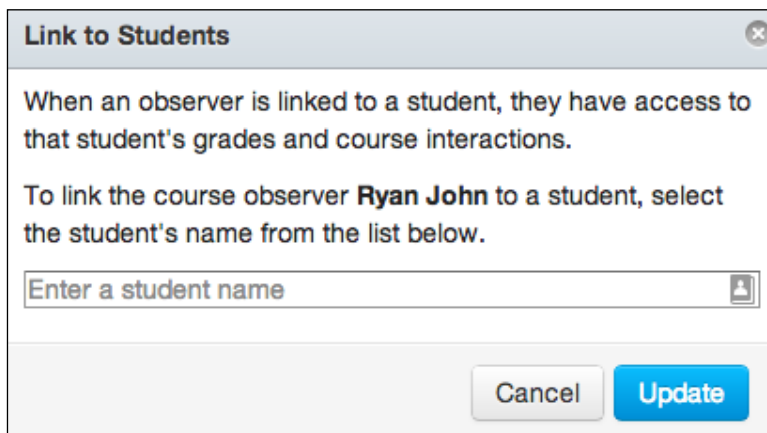 Link to Students
When an observer is linked to a student, they have access to
that student's grades and course interactions.
To link the course observer Ryan John to a student, select
the student's name from the list below.
Enter a student name
Cancel Update